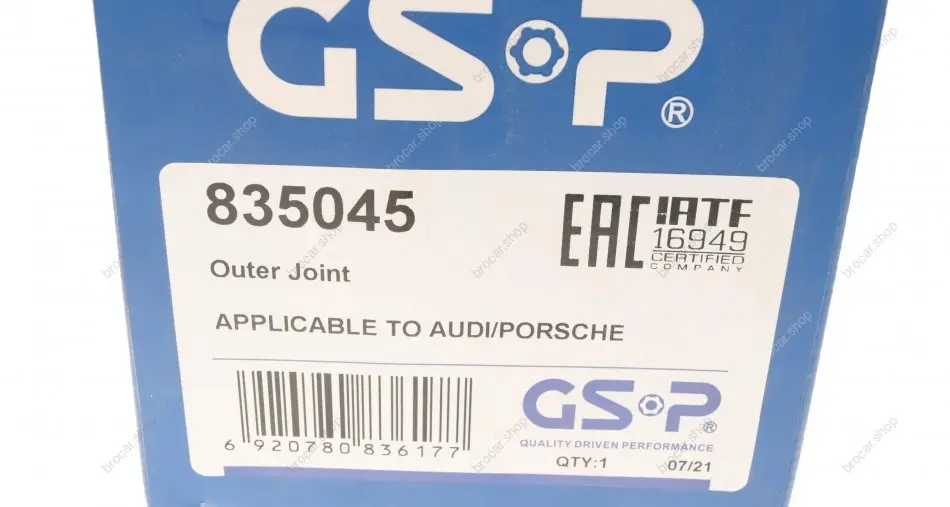 GSP®
835045
EAC IATF
16949
CERTIFIED
COMPANY
Outer Joint
APPLICABLE TO AUDI/PORSCHE
6 920780 836177
GSP®
QUALITY DRIVEN PERFORMANCE
QTY:1 07/21
brocar.shop